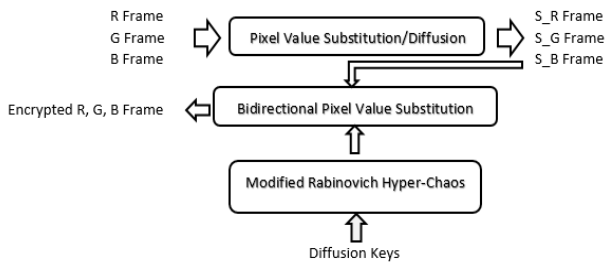 R Frame
G Frame
B Frame
Pixel Value Substitution/Diffusion
S_R Frame
S_G Frame
S_B Frame
Encrypted R, G, B Frame
Bidirectional Pixel Value Substitution
Modified Rabinovich Hyper-Chaos
Diffusion Keys